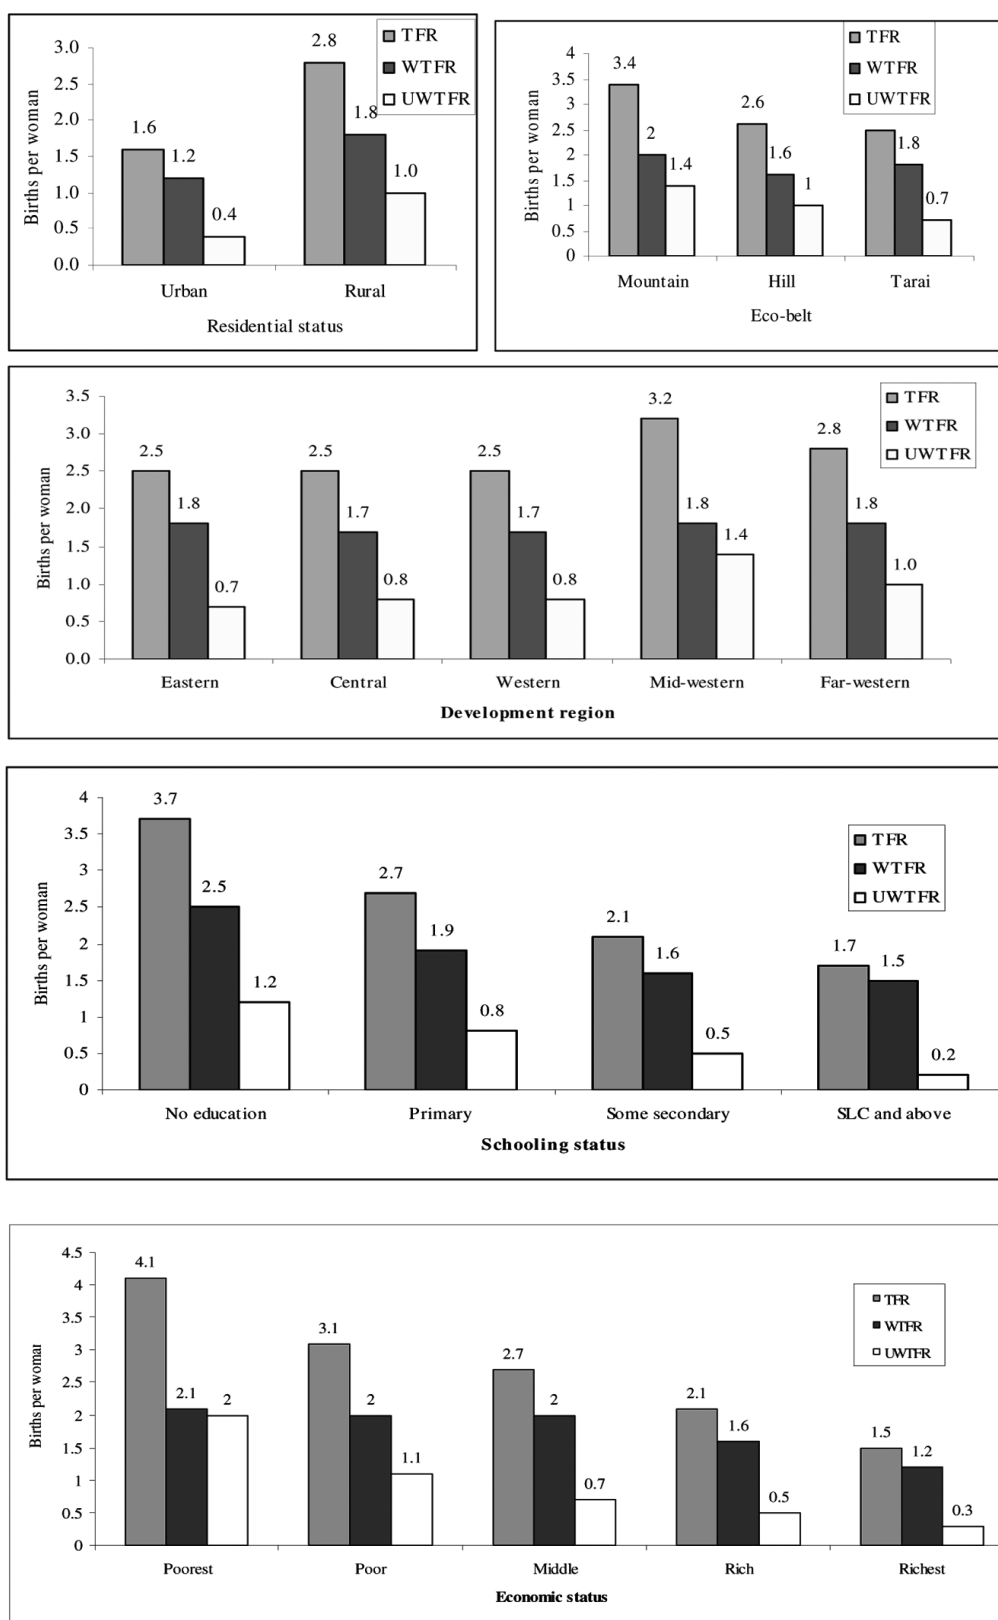 TFR
WTFR
UWTFR
Births per woman
3.0
2.5
2.0
1.5
1.0
0.5
0.0
1.6
1.2
0.4
2.8
1.8
1.0
Urban
Rural
Residential status
TFR
WTFR
UWTFR
Births per woman
4
3.5
3
2.5
2
1.5
1
0.5
0
3.4
2
1.4
2.6
1.6
1
1.8
0.7
Mountain
Hill
Tarai
Eco-belt
TFR
WTFR
UWTFR
Births per woman
3.5
3.0
2.5
2.0
1.5
1.0
0.5
0.0
2.5
1.8
0.7
2.5
1.7
0.8
2.5
1.7
0.8
3.2
1.8
1.4
2.8
1.8
1.0
Eastern
Central
Western
Mid-western
Far-western
Development region
TFR
WTFR
UWTFR
Births per woman
4
3.5
3
2.5
2
1.5
1
0.5
0
3.7
2.5
1.2
2.7
1.9
0.8
2.1
1.6
0.5
1.7
1.5
0.2
No education
Primary
Some secondary
SLC and above
Schooling status
TFR
WTFR
UWTFR
Births per womar
4.5
4
3.5
3
2.5
2
1.5
1
0.5
0
4.1
2.1
2
3.1
2
1.1
2.7
2
0.7
2.1
1.6
0.5
1.5
1.2
0.3
Poorest
Poor
Middle
Rich
Richest
Economic status